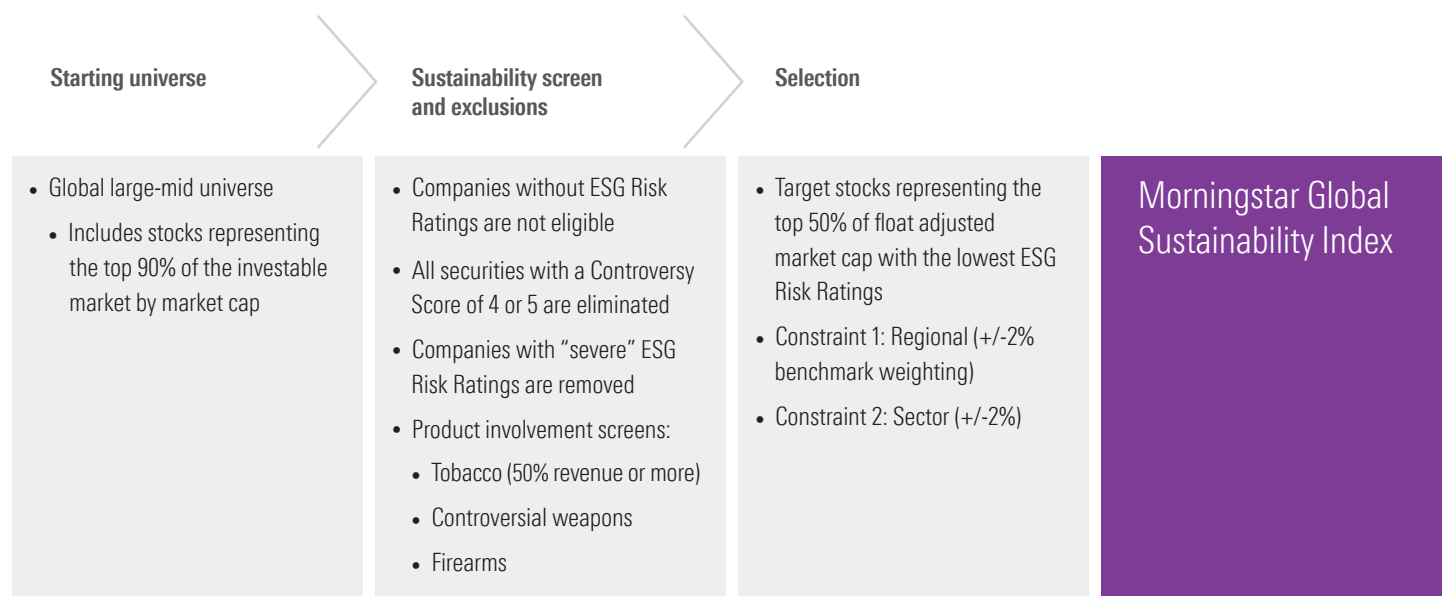 Starting universe
Sustainability screen
and exclusions
Selection
• Global large-mid universe
• Includes stocks representing
the top 90% of the investable
market by market cap
• Companies without ESG Risk
Ratings are not eligible
• All securities with a Controversy
Score of 4 or 5 are eliminated
• Companies with “severe” ESG
Risk Ratings are removed
• Product involvement screens:
• Tobacco (50% revenue or more)
• Controversial weapons
• Firearms
• Target stocks representing the
top 50% of float adjusted
market cap with the lowest ESG
Risk Ratings
• Constraint 1: Regional (+/-2%
benchmark weighting)
• Constraint 2: Sector (+/-2%)
Morningstar Global
Sustainability Index